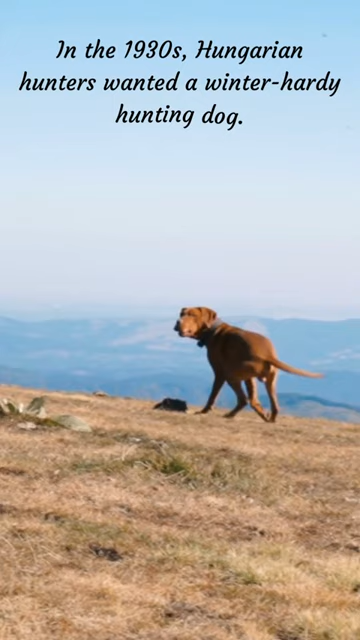 In the 1930s, Hungarian
hunters wanted a winter-hardy
hunting dog.